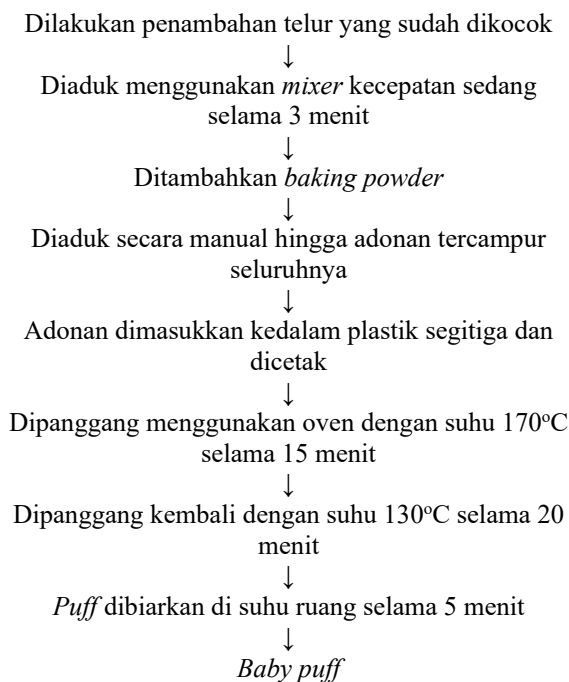 Dilakukan penambahan telur yang sudah dikocok
↓
Diaduk menggunakan mixer kecepatan sedang
selama 3 menit
↓
Ditambahkan baking powder
↓
Diaduk secara manual hingga adonan tercampur
seluruhnya
↓
Adonan dimasukkan kedalam plastik segitiga dan
dicetak
↓
Dipanggang menggunakan oven dengan suhu 170°C
selama 15 menit
↓
Dipanggang kembali dengan suhu 130°C selama 20
menit
↓
Puff dibiarkan di suhu ruang selama 5 menit
↓
Baby puff